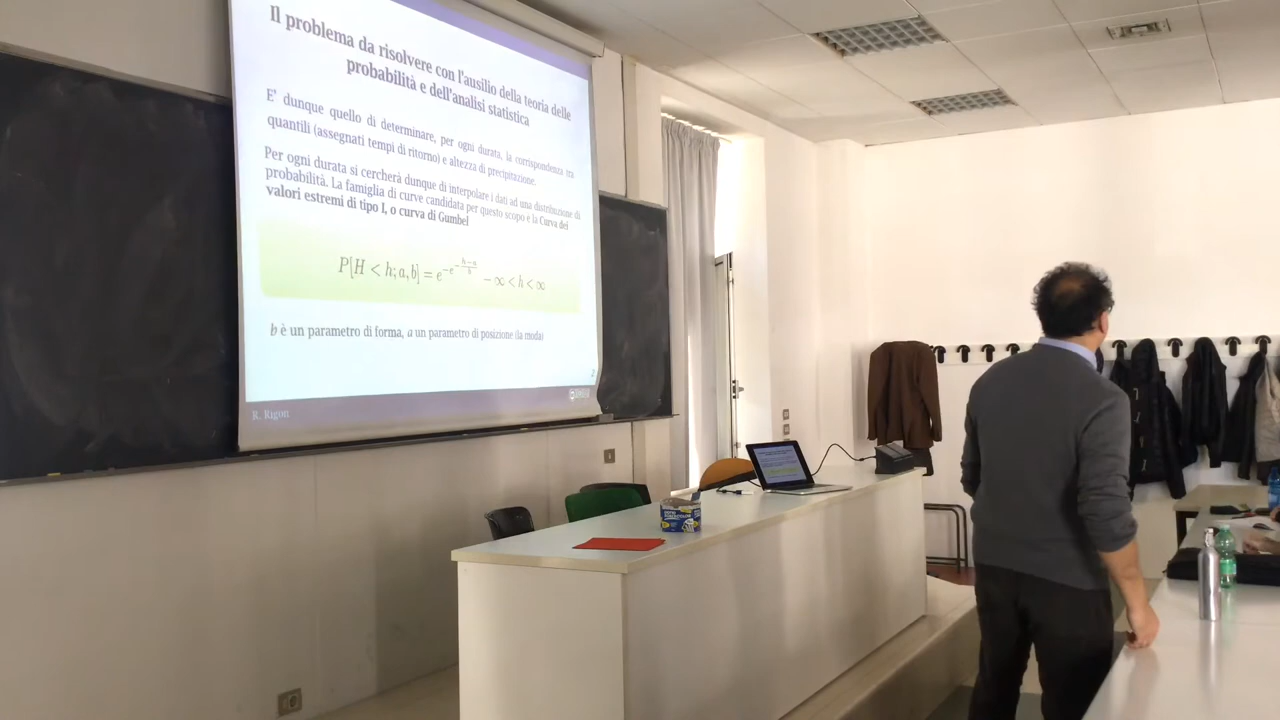 Il problema da risolvere con l'ausilio della teoria delle
probabilità e dell'analisi statistica
E' dunque quello di determinare, per ogni durata, la corrispondenza tra
quantili (assegnati tempi di ritorno) e altezza di precipitazione.
Per ogni durata si cercherà dunque di interpolare i dati ad una distribuzione di
probabilità. La famiglia di curve candidata per questo scopo è la Curva dei
valori estremi di tipo I, o curva di Gumbel
P[H < h; a, b] = e^{-e^{-\frac{h-a}{b}}} - ∞ < h < ∞
b è un parametro di forma, a un parametro di posizione (la moda)
2
R. Rigon